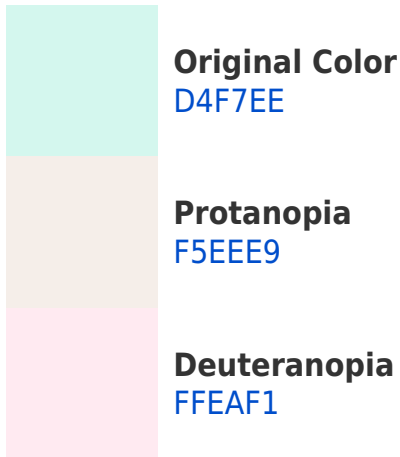 Original Color
D4F7EE
Protanopia
F5EEE9
Deuteranopia
FFEAF1